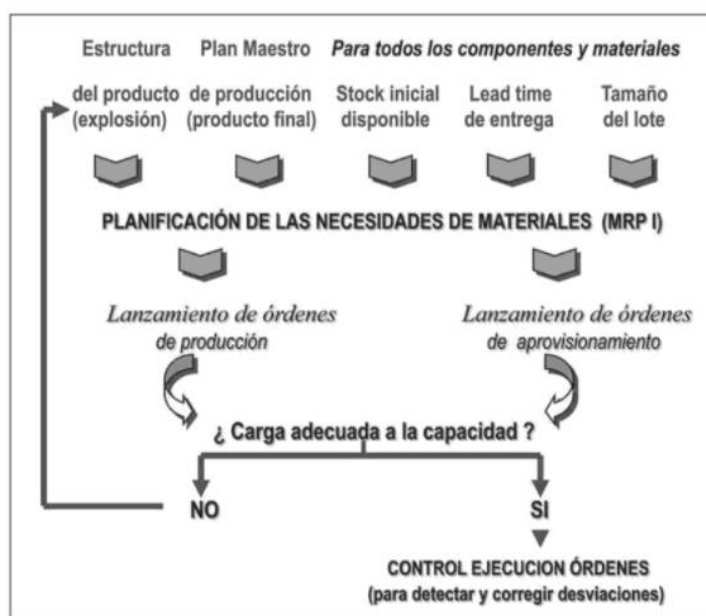 Estructura
del producto
(explosión)
Plan Maestro
de producción
(producto final)
Para todos los componentes y materiales
Stock inicial
disponible
Lead time
de entrega
Tamaño
del lote
PLANIFICACIÓN DE LAS NECESIDADES DE MATERIALES (MRP I)
Lanzamiento de órdenes
de producción
Lanzamiento de órdenes
de aprovisionamiento
¿ Carga adecuada a la capacidad ?
NO
SI
CONTROL EJECUCION ÓRDENES
(para detectar y corregir desviaciones)